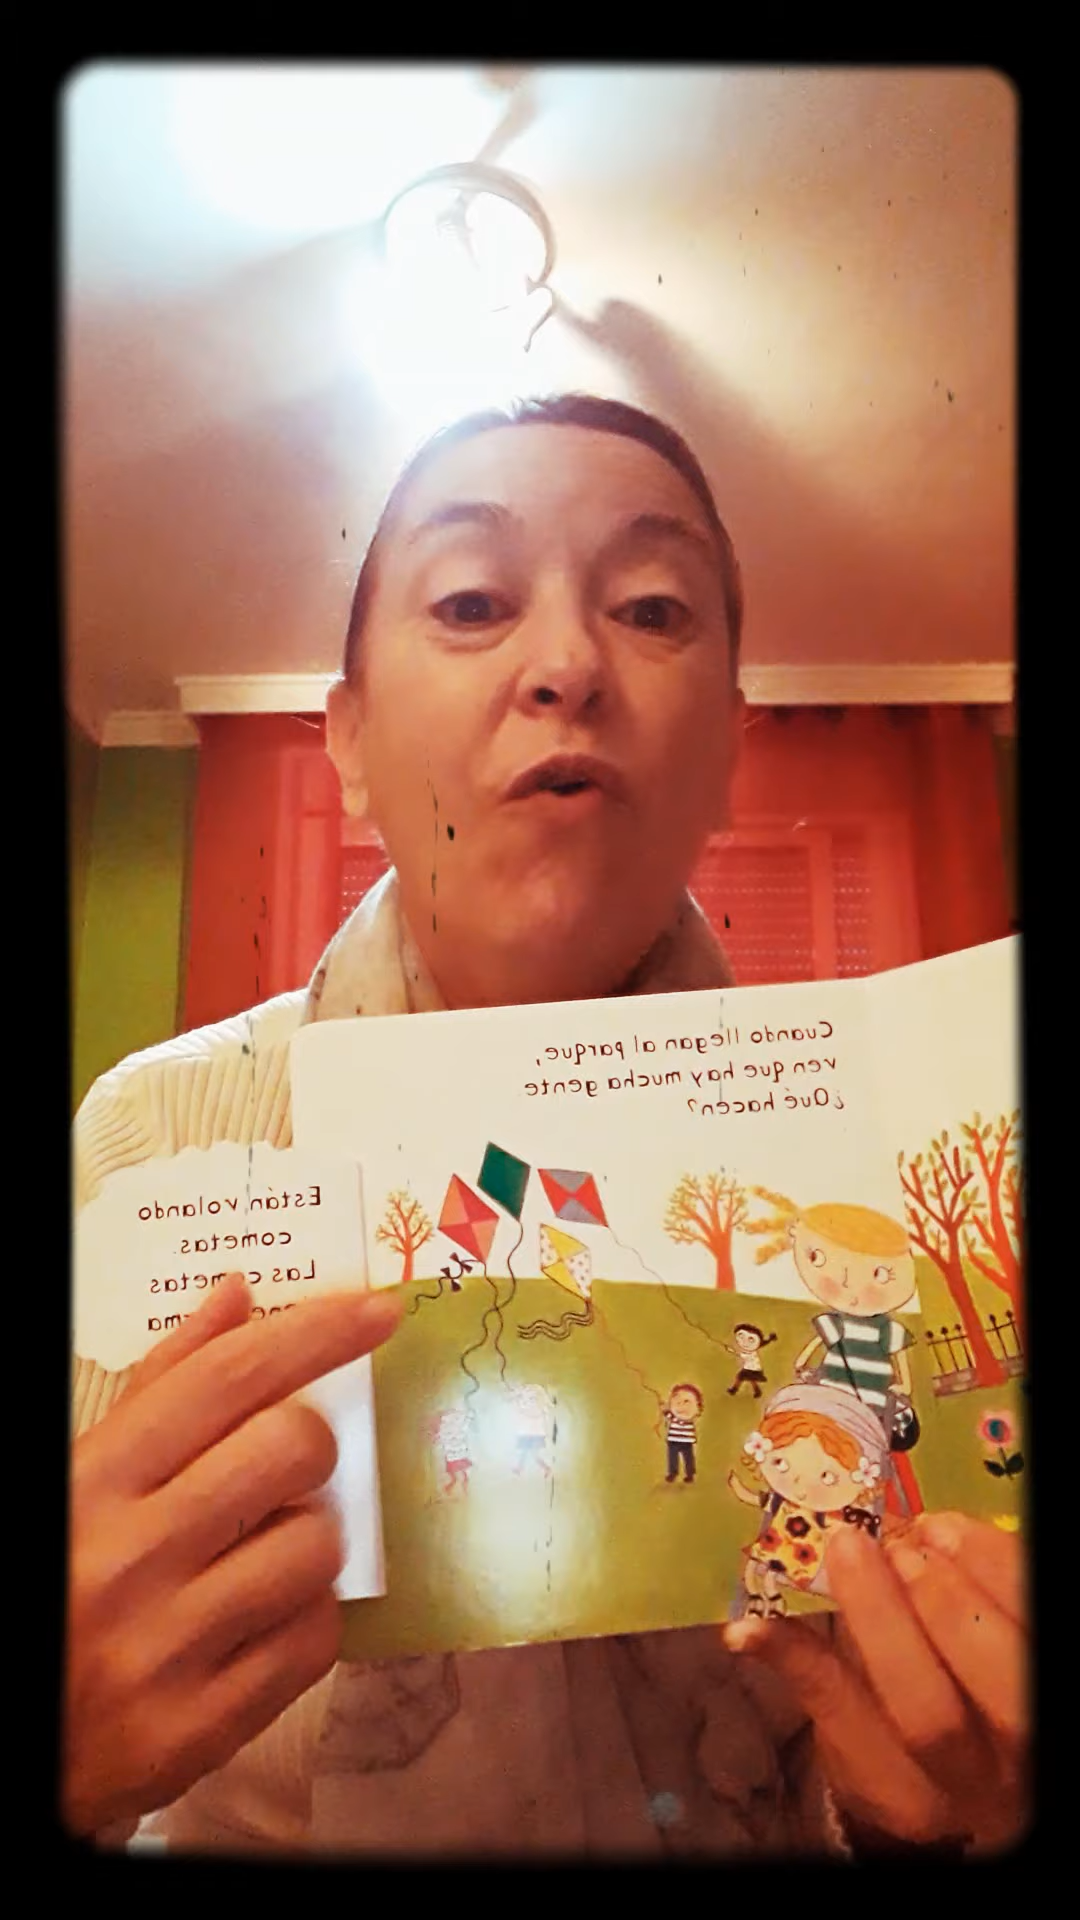 Cuando llegan al parque,
ven que hay mucha gente
¿Qué hacen?
Están volando
cometas.
Las cometas